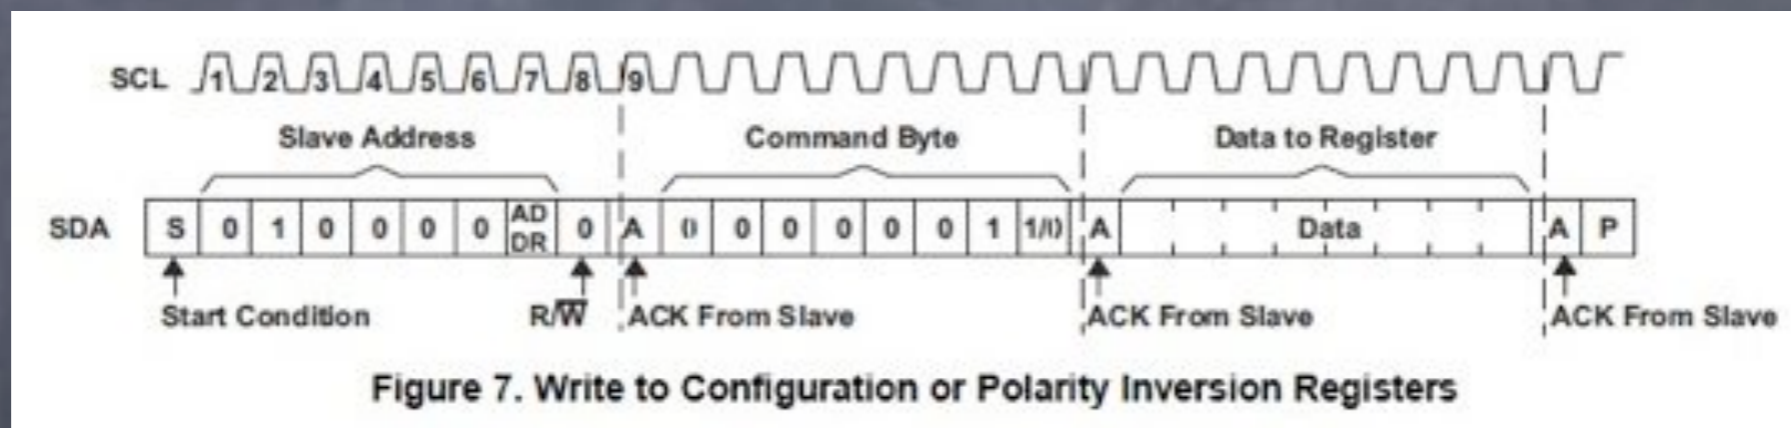 SCL 1 2 3 4 5 6 7 8 9
Slave Address Command Byte Data to Register
SDA S 0 1 0 0 0 0 AD DR 0 A 0 0 0 0 0 0 1 1/0 A Data A P
Start Condition R/W ACK From Slave ACK From Slave ACK From Slave
Figure 7. Write to Configuration or Polarity Inversion Registers